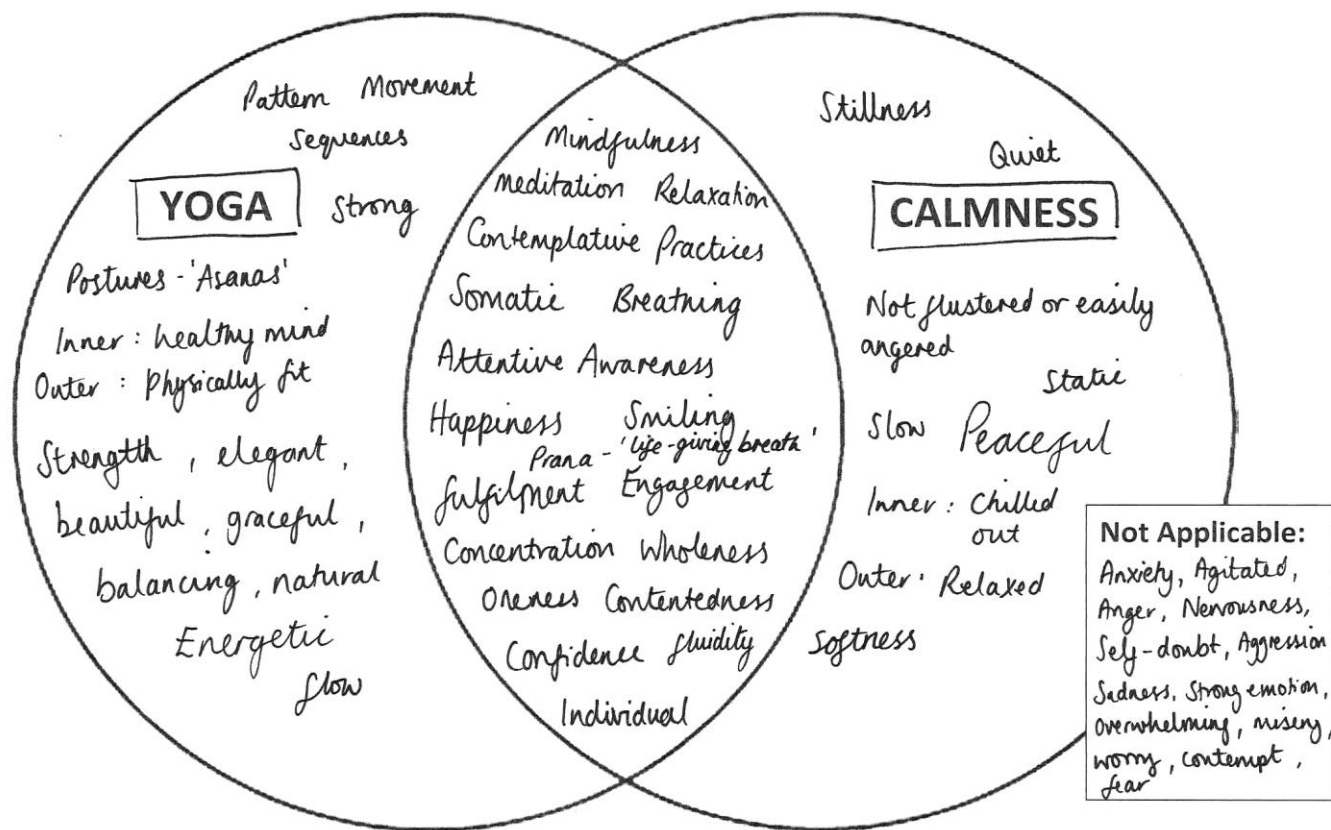 Pattern Movement
Sequences
YOGA
Strong
Postures - 'Asanas'
Inner : healthy mind
Outer : Physically fit
Strengtth , elegant ,
beautiful , graceful ,
balancing , natural
Energetic
flow
Mindfulness
Meditation Relaxation
Contemplative Practices
Somatic Breathing
Attentive Awareness
Happiness Smiling
Prana - 'life-giving breath'
fulfilment Engagement
Concentration Wholeness
Oneness Contentedness
Confidence fluidity
Individual
Stillness
Quiet
CALMNESS
Not flustered or easily
angered
Static
Slow Peaceful
Inner : Chilled
out
Outer : Relaxed
Softness
Not Applicable:
Anxiety, Agitated,
Anger, Nervousness,
Self-doubt, Aggression
Sadness, Strong emotion,
Overwhelming, misery,
worry, contempt,
fear